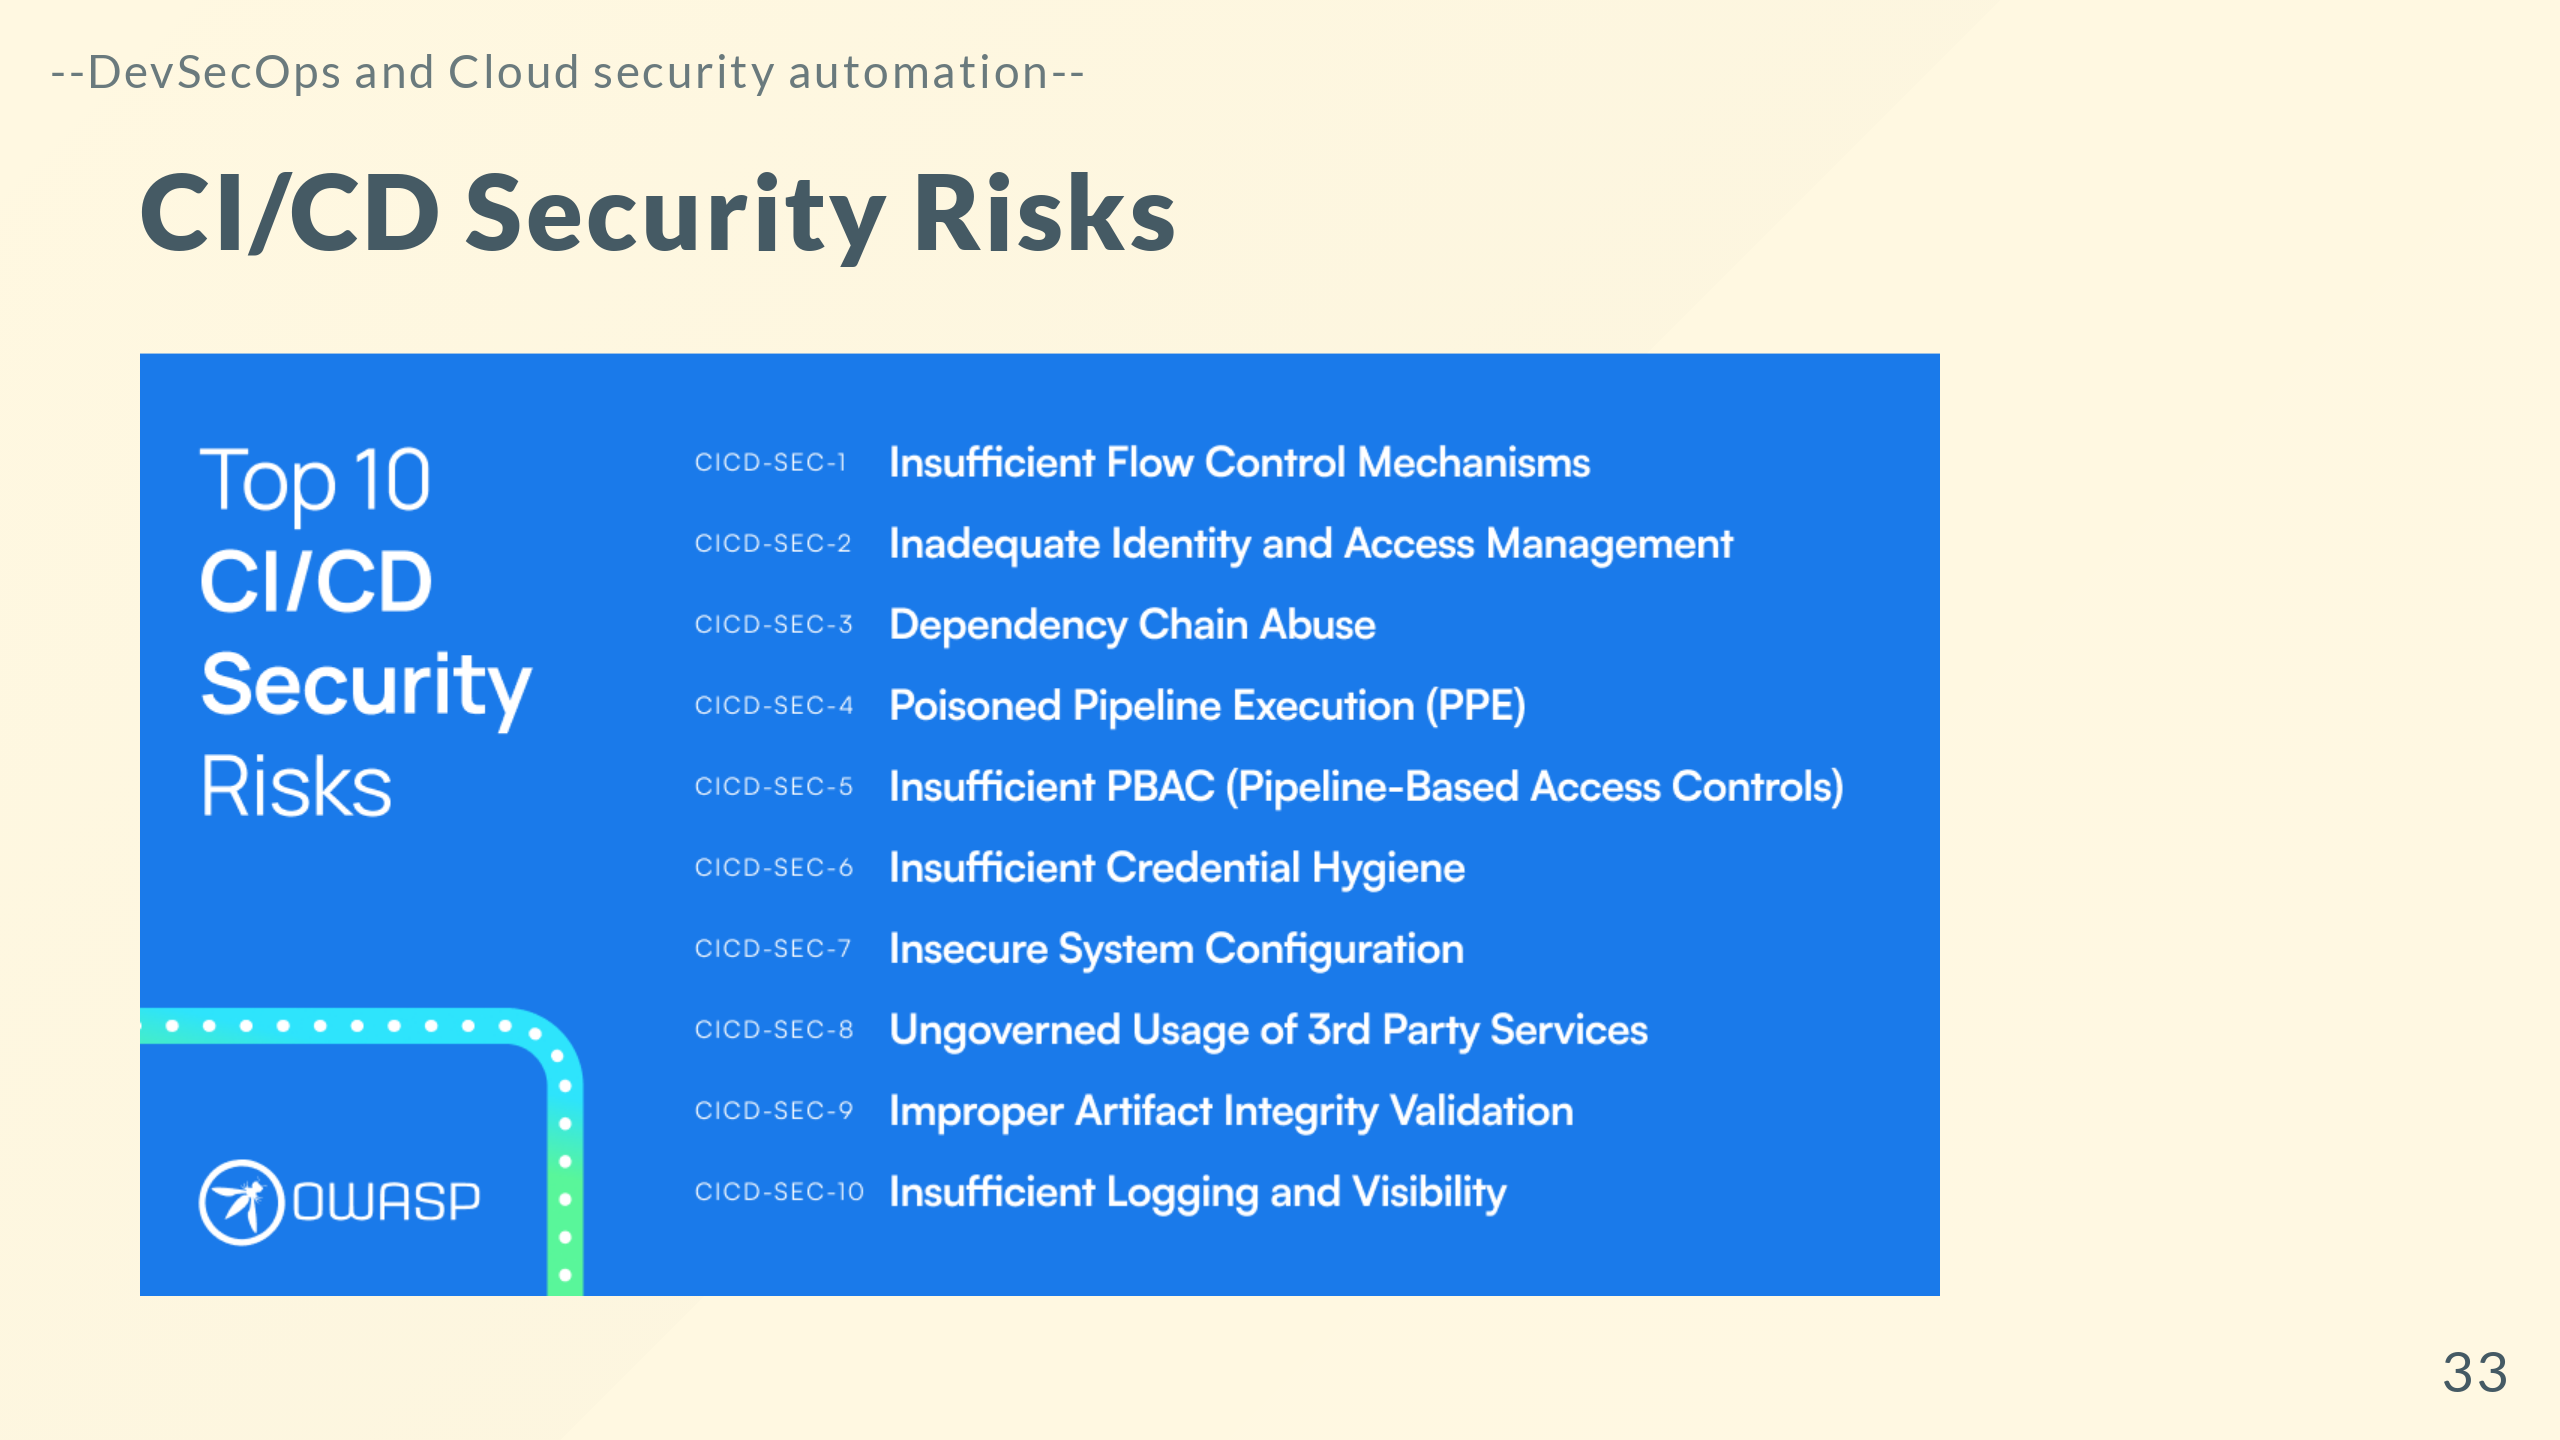 --DevSecOps and Cloud security automation--
CI/CD Security Risks
Top 10
CI/CD
Security
Risks
CICD-SEC-1 Insufficient Flow Control Mechanisms
CICD-SEC-2 Inadequate Identity and Access Management
CICD-SEC-3 Dependency Chain Abuse
CICD-SEC-4 Poisoned Pipeline Execution (PPE)
CICD-SEC-5 Insufficient PBAC (Pipeline-Based Access Controls)
CICD-SEC-6 Insufficient Credential Hygiene
CICD-SEC-7 Insecure System Configuration
CICD-SEC-8 Ungoverned Usage of 3rd Party Services
CICD-SEC-9 Improper Artifact Integrity Validation
CICD-SEC-10 Insufficient Logging and Visibility
OWASP
33